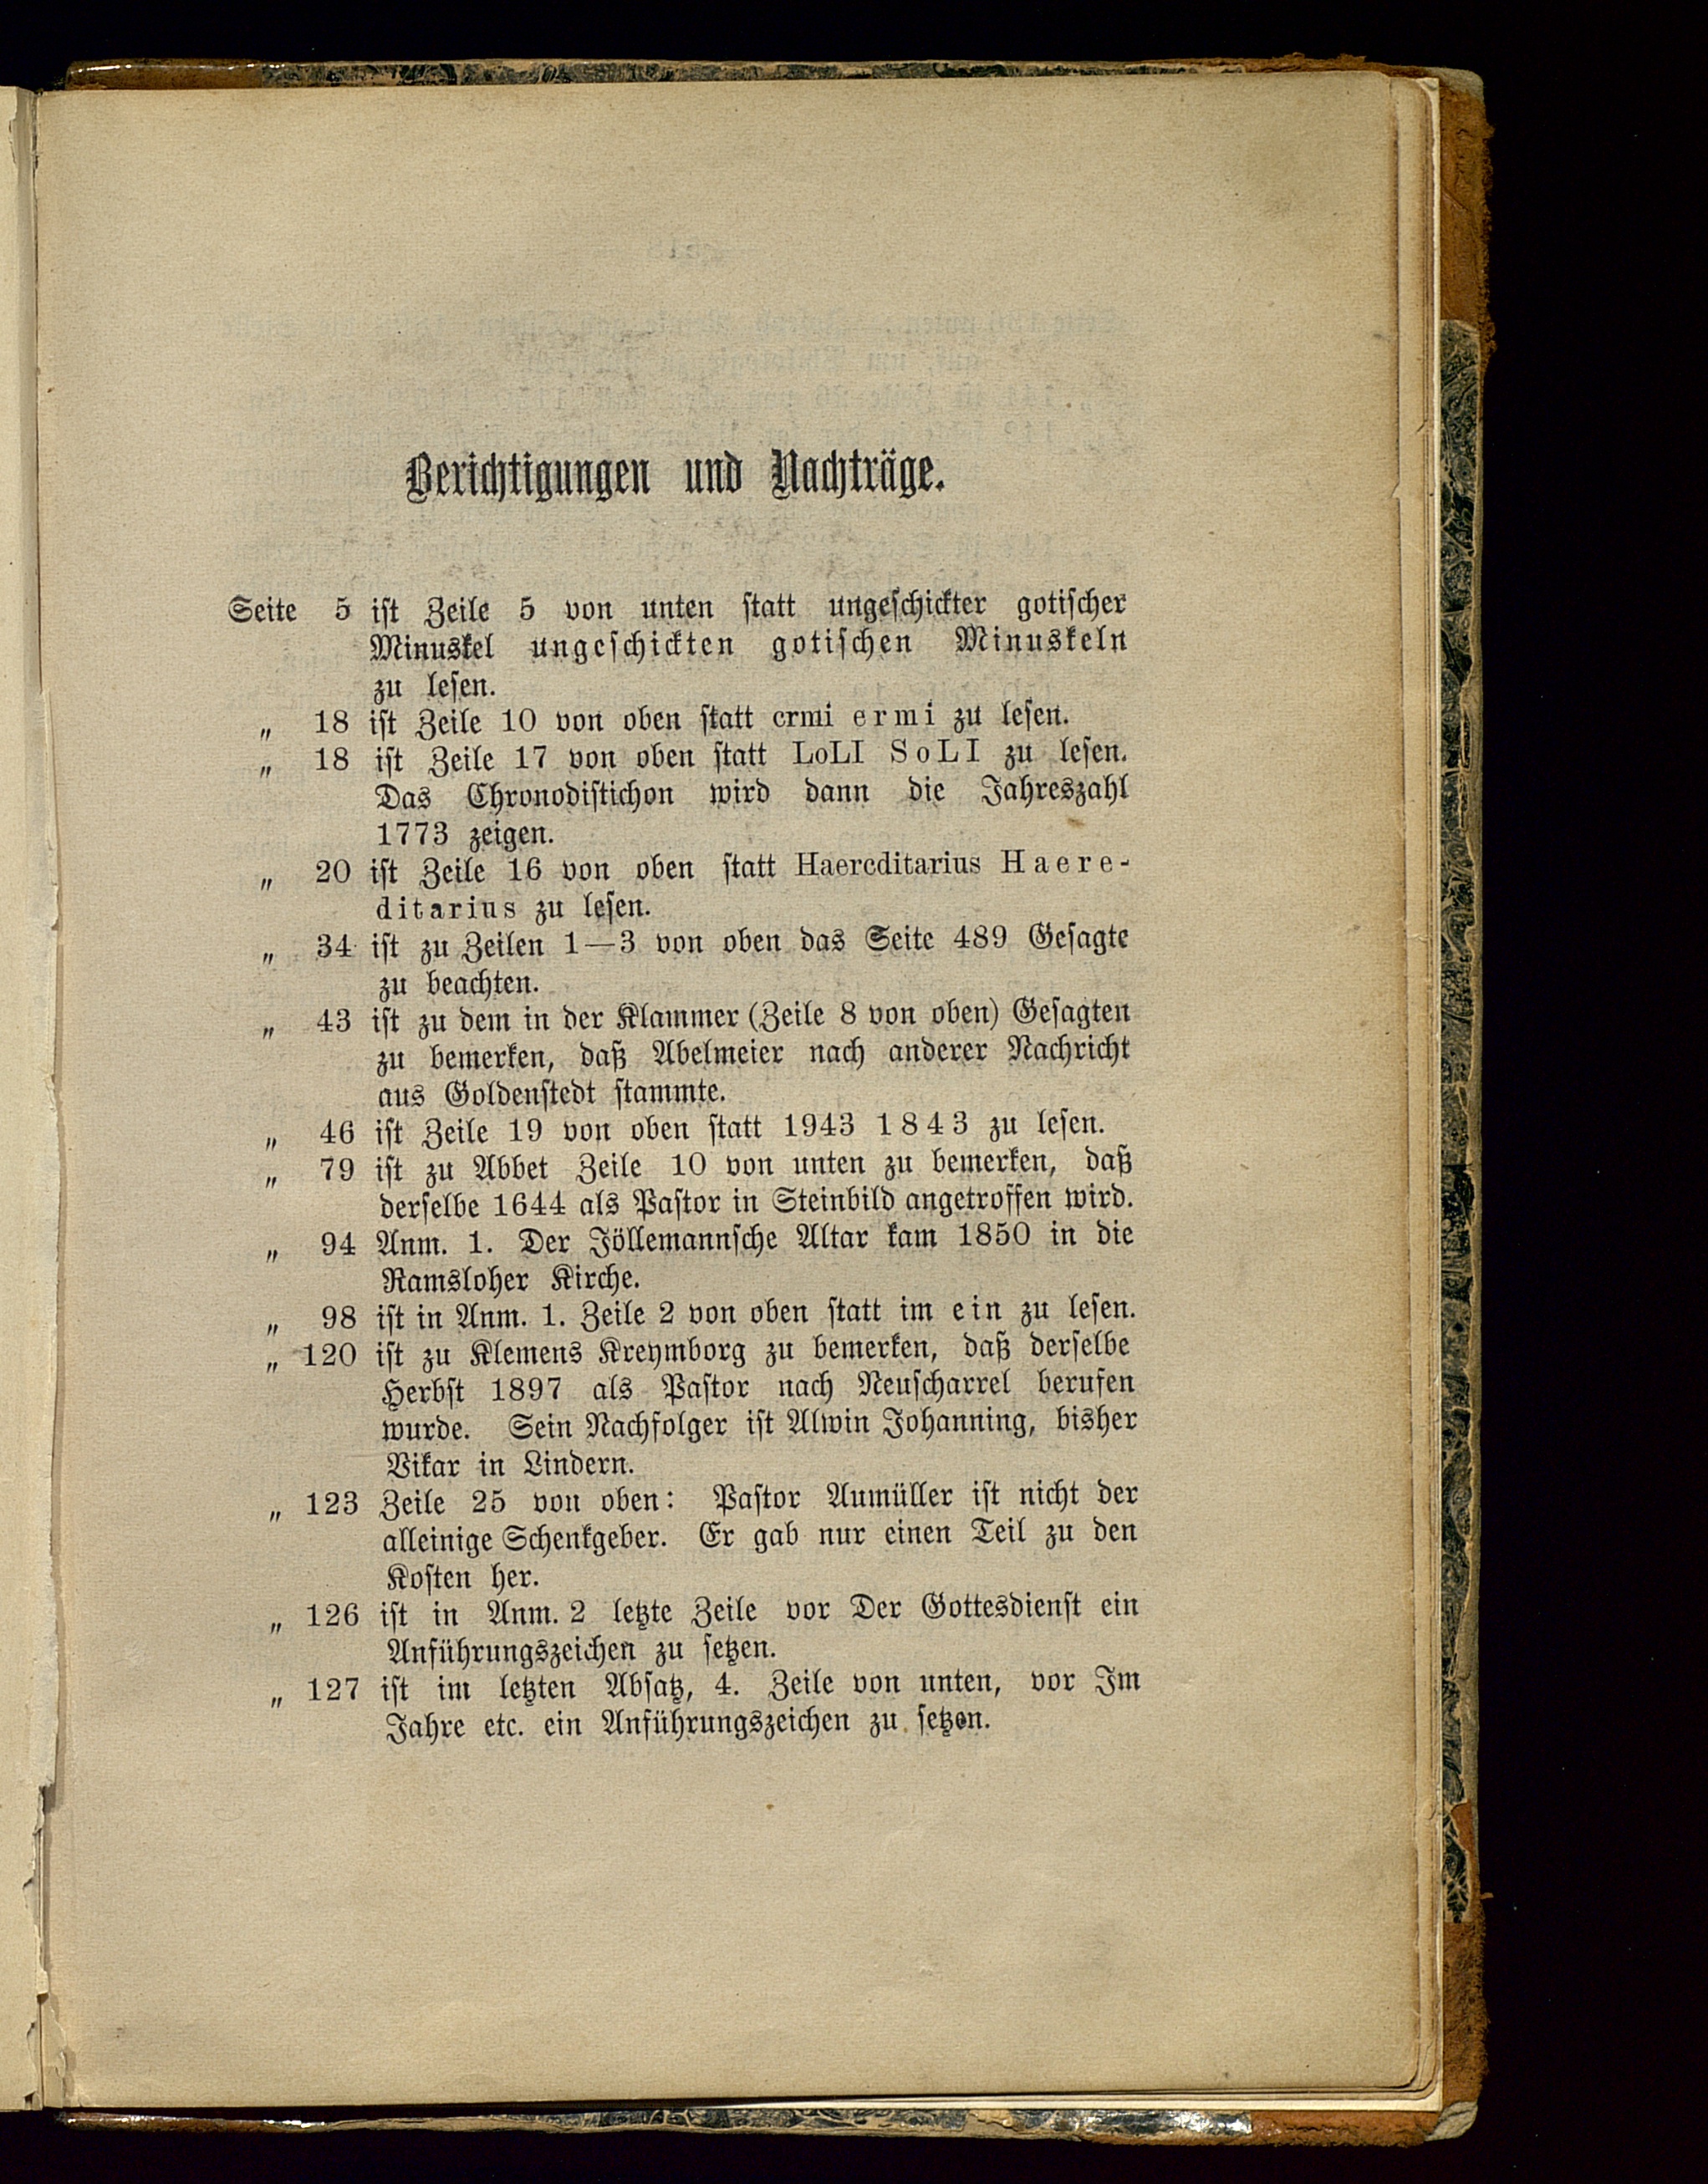 Berichtigungen und Nachträge.
Seite 5 ist Zeile 5 von unten statt ungeschickter gotischer
Minuskel ungeschickten gotischen Minuskeln
zu lesen.
„ 18 ist Zeile 10 von oben statt crmi ermi zu lesen.
„ 18 ist Zeile 17 von oben statt LoLI SoLI zu lesen.
Das Chronodistichon wird dann die Jahreszahl
1773 zeigen.
„ 20 ist Zeile 16 von oben statt Haercditarius Haere-
ditarius zu lesen.
„ 34 ist zu Zeilen 1—3 von oben das Seite 489 Gesagte
zu beachten.
„ 43 ist zu dem in der Klammer (Zeile 8 von oben) Gesagten
zu bemerken, daß Abelmeier nach anderer Nachricht
aus Goldenstedt stammte.
„ 46 ist Zeile 19 von oben statt 1943 1843 zu lesen.
„ 79 ist zu Abbet Zeile 10 von unten zu bemerken, daß
derselbe 1644 als Pastor in Steinbild angetroffen wird.
„ 94 Anm. 1. Der Jöllemannsche Altar kam 1850 in die
Ramsloher Kirche.
„ 98 ist in Anm. 1. Zeile 2 von oben statt im ein zu lesen.
„ 120 ist zu Klemens Kreymborg zu bemerken, daß derselbe
Herbst 1897 als Pastor nach Neuscharrel berufen
wurde. Sein Nachfolger ist Alwin Johanning, bisher
Vikar in Lindern.
„ 123 Zeile 25 von oben: Pastor Aumüller ist nicht der
alleinige Schenkgeber. Er gab nur einen Teil zu den
Kosten her.
„ 126 ist in Anm. 2 letzte Zeile vor Der Gottesdienst ein
Anführungszeichen zu setzen.
„ 127 ist im letzten Absatz, 4. Zeile von unten, vor Im
Jahre etc. ein Anführungszeichen zu setzen.